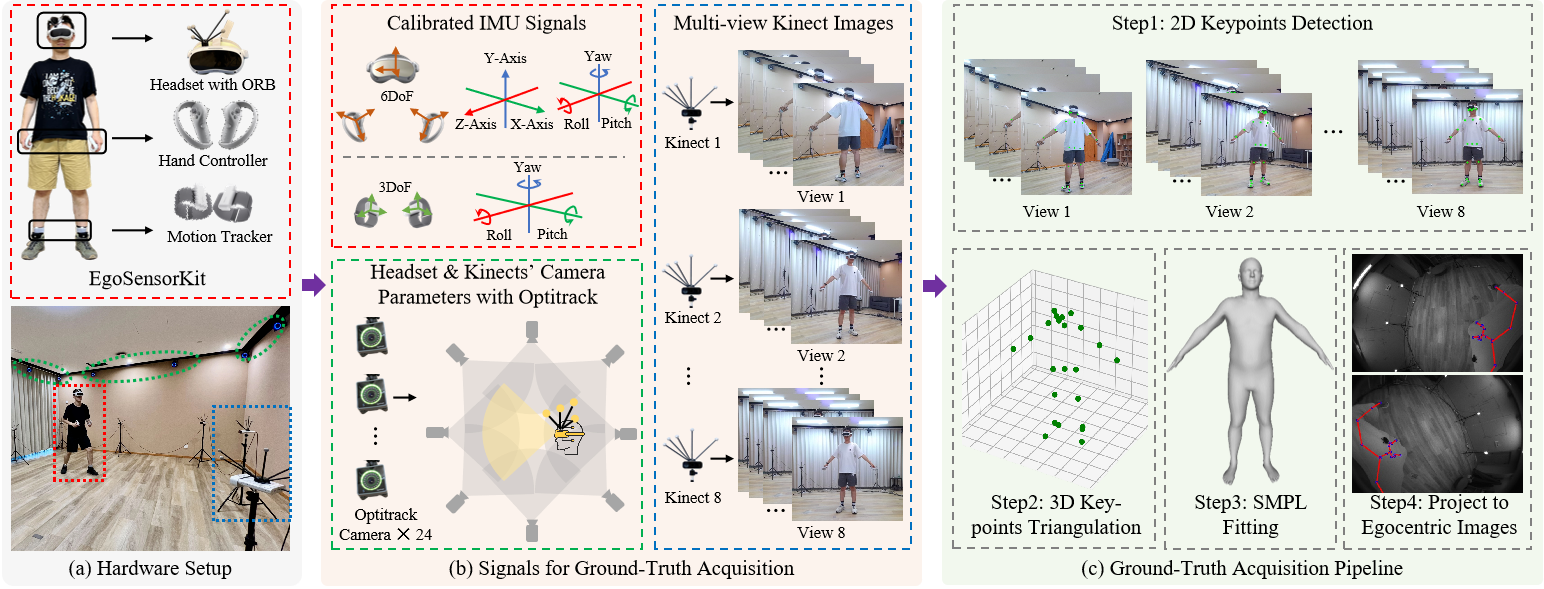 Headset with ORB
Hand Controller
Motion Tracker
EgoSensorKit
(a) Hardware Setup
Calibrated IMU Signals
6DoF
Y-Axis
Z-Axis
X-Axis
Yaw
Roll
Pitch
3DoF
Yaw
Roll
Pitch
Headset & Kinects’ Camera
Parameters with Optitrack
Optitrack
Camera × 24
Multi-view Kinect Images
Kinect 1
...
View 1
Kinect 2
...
View 2
Kinect 8
...
View 8
(b) Signals for Ground-Truth Acquisition
Step1: 2D Keypoints Detection
...
...
...
...
View 1
View 2
View 8
Step2: 3D Key-
points Triangulation
Step3: SMPL
Fitting
Step4: Project to
Egocentric Images
(c) Ground-Truth Acquisition Pipeline